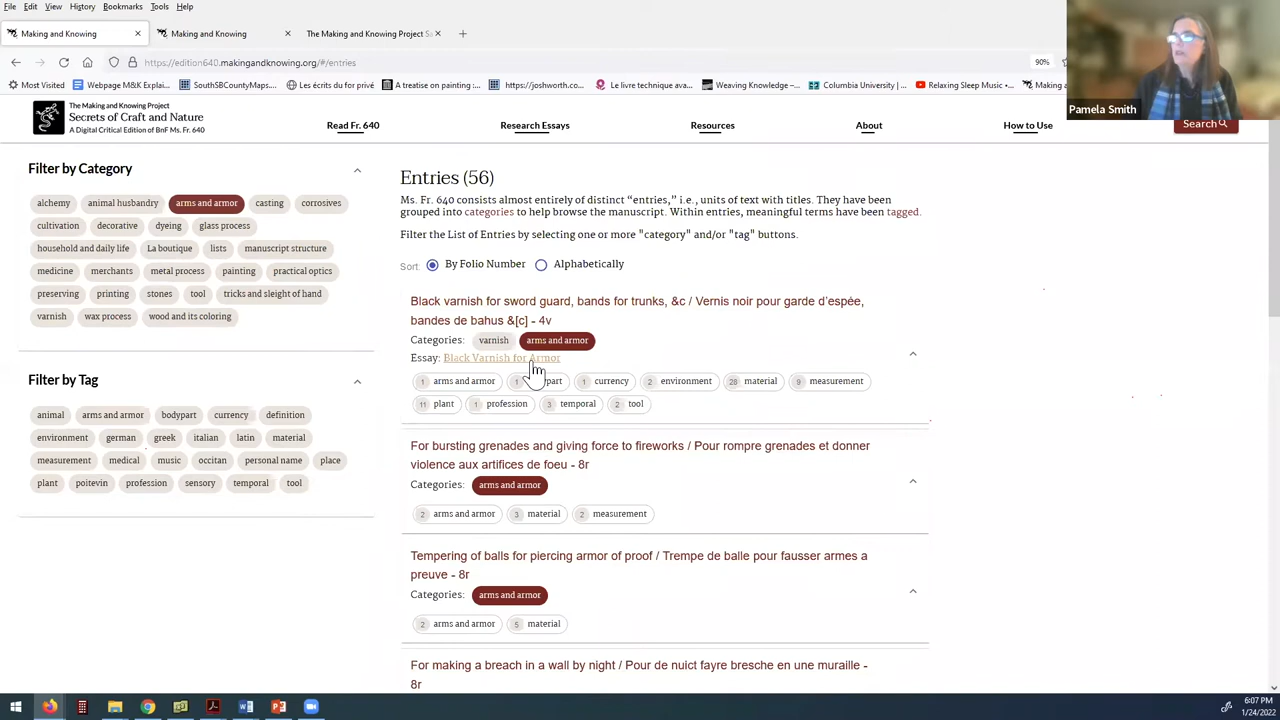 File Edit View History Bookmarks Tools Help
Making and Knowing Making and Knowing The Making and Knowing Project
https://edition640.makingandknowing.org/#/entries 90%
Most Visited Webpage M&K Explai... SouthSBCountyMaps... Les écrits du for privé A treatise on painting :... https://joshworth.co... Le livre technique ava... Weaving Knowledge –... Columbia University | ... Relaxing Sleep Music • ... Making a
Pamela Smith
The Making and Knowing Project
Secrets of Craft and Nature
A Digital Critical Edition of BnF Ms. Fr. 640
Read Fr. 640 Research Essays Resources About How to Use Search
Filter by Category
alchemy animal husbandry arms and armor casting corrosives
cultivation decorative dyeing glass process
household and daily life La boutique lists manuscript structure
medicine merchants metal process painting practical optics
preserving printing stones tool tricks and sleight of hand
varnish wax process wood and its coloring
Filter by Tag
animal arms and armor bodypart currency definition
environment german greek italian latin material
measurement medical music occitan personal name place
plant poitevin profession sensory temporal tool
Entries (56)
Ms. Fr. 640 consists almost entirely of distinct “entries,” i.e., units of text with titles. They have been
grouped into categories to help browse the manuscript. Within entries, meaningful terms have been tagged.
Filter the List of Entries by selecting one or more "category" and/or "tag" buttons.
Sort: By Folio Number Alphabetically
Black varnish for sword guard, bands for trunks, &c / Vernis noir pour garde d’espée,
bandes de bahus &[c] - 4v
Categories: varnish arms and armor
Essay: Black Varnish for Armor
1 arms and armor 1 part 1 currency 2 environment 28 material 9 measurement
11 plant 1 profession 3 temporal 2 tool
For bursting grenades and giving force to fireworks / Pour rompre grenades et donner
violence aux artifices de foeu - 8r
Categories: arms and armor
2 arms and armor 3 material 2 measurement
Tempering of balls for piercing armor of proof / Trempe de balle pour fausser armes a
preuve - 8r
Categories: arms and armor
2 arms and armor 5 material
For making a breach in a wall by night / Pour de nuict fayre bresche en une muraille -
8r
6:07 PM
1/24/2022